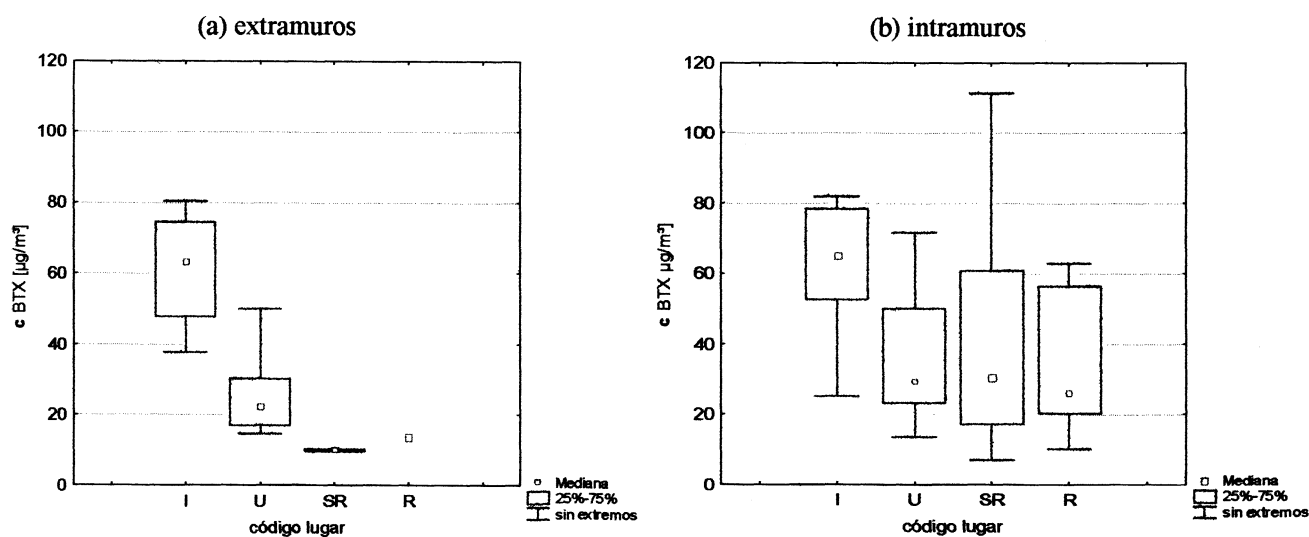 (a) extramuros
120
100
80
60
40
20
0
c BTX [µg/m³]
I U SR R
código lugar
Mediana
25%-75%
sin extremos
(b) intramuros
120
100
80
60
40
20
0
c BTX µg/m³]
I U SR R
código lugar
Mediana
25%-75%
sin extremos